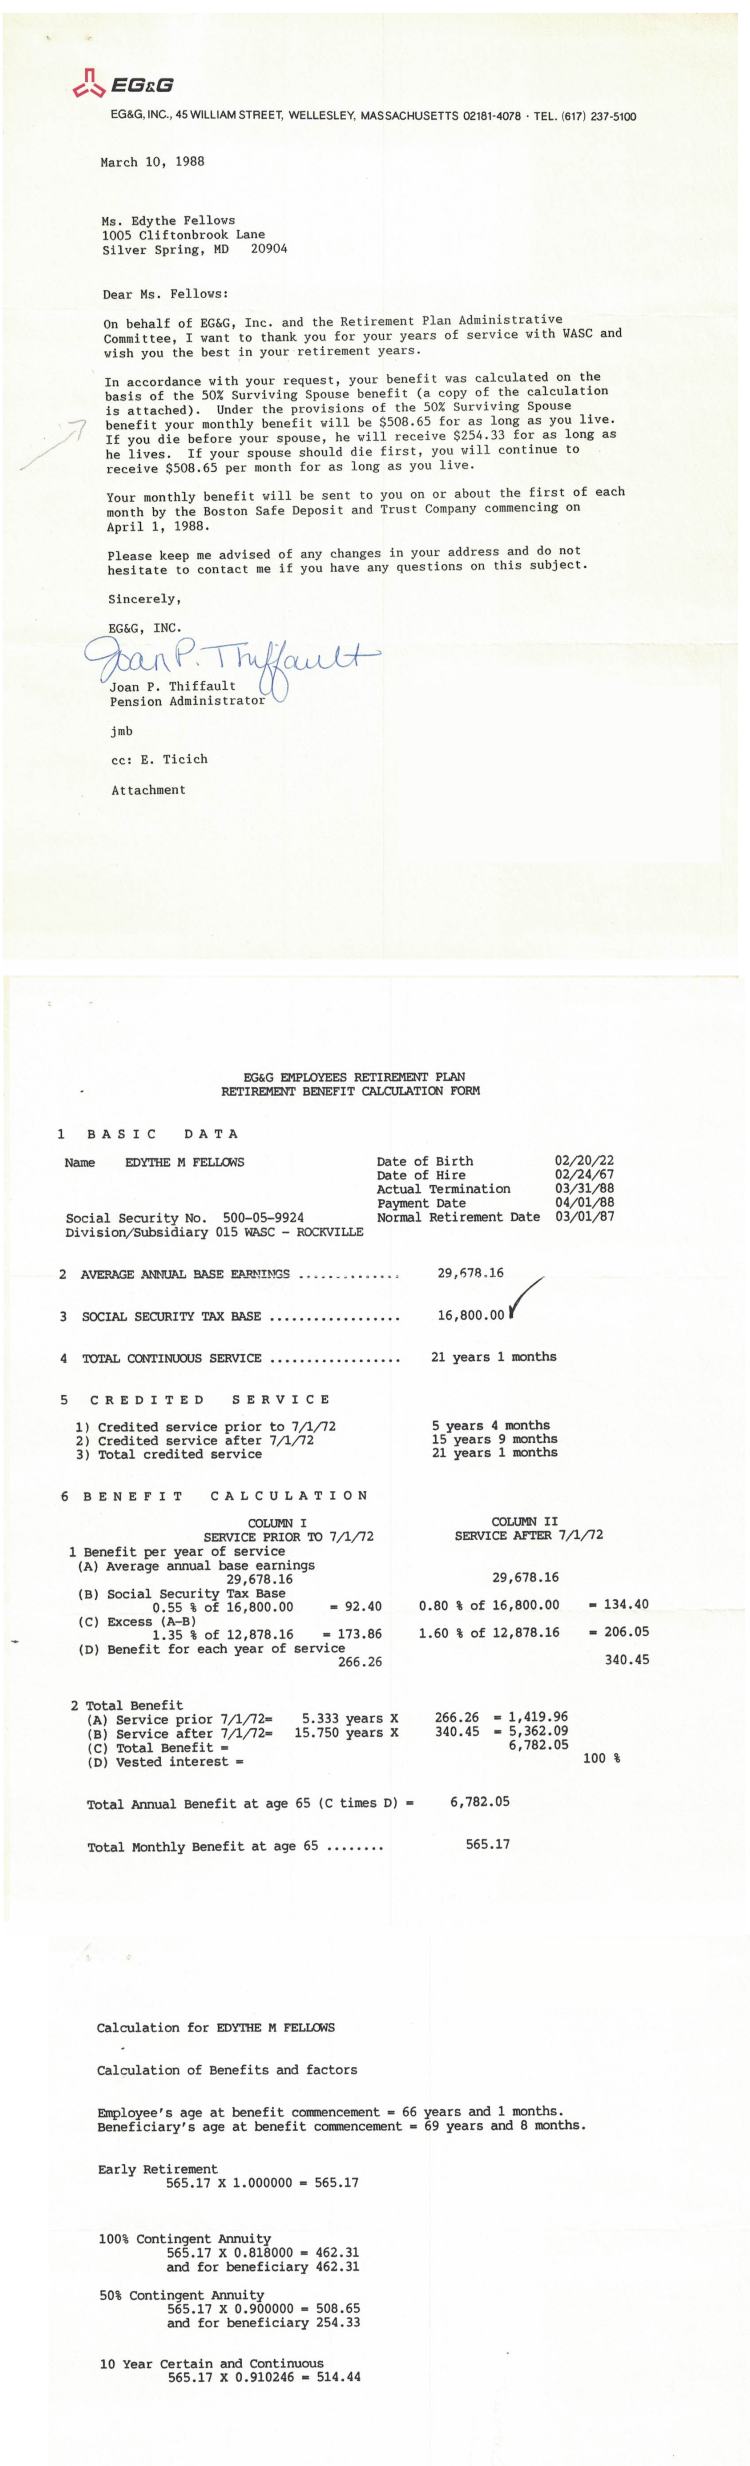 EG&G
EG&G, INC., 45 WILLIAM STREET, WELLESLEY, MASSACHUSETTS 02181-4078 · TEL. (617) 237-5100
March 10, 1988
Ms. Edythe Fellows
1005 Cliftonbrook Lane
Silver Spring, MD 20904
Dear Ms. Fellows:
On behalf of EG&G, Inc. and the Retirement Plan Administrative
Committee, I want to thank you for your years of service with WASC and
wish you the best in your retirement years.
In accordance with your request, your benefit was calculated on the
basis of the 50% Surviving Spouse benefit (a copy of the calculation
is attached). Under the provisions of the 50% Surviving Spouse
benefit your monthly benefit will be $508.65 for as long as you live.
If you die before your spouse, he will receive $254.33 for as long as
he lives. If your spouse should die first, you will continue to
receive $508.65 per month for as long as you live.
Your monthly benefit will be sent to you on or about the first of each
month by the Boston Safe Deposit and Trust Company commencing on
April 1, 1988.
Please keep me advised of any changes in your address and do not
hesitate to contact me if you have any questions on this subject.
Sincerely,
EG&G, INC.
Joan P. Thiffault
Joan P. Thiffault
Pension Administrator
jmb
cc: E. Ticich
Attachment
EG&G EMPLOYEES RETIREMENT PLAN
RETIREMENT BENEFIT CALCULATION FORM
1 BASIC DATA
Name EDYTHE M FELLOWS Date of Birth 02/20/22
Date of Hire 02/24/67
Actual Termination 03/31/88
Payment Date 04/01/88
Social Security No. 500-05-9924 Normal Retirement Date 03/01/87
Division/Subsidiary 015 WASC - ROCKVILLE
2 AVERAGE ANNUAL BASE EARNINGS .............. 29,678.16
3 SOCIAL SECURITY TAX BASE .................. 16,800.00
4 TOTAL CONTINUOUS SERVICE .................. 21 years 1 months
5 CREDITED SERVICE
1) Credited service prior to 7/1/72 5 years 4 months
2) Credited service after 7/1/72 15 years 9 months
3) Total credited service 21 years 1 months
6 BENEFIT CALCULATION
COLUMN I COLUMN II
SERVICE PRIOR TO 7/1/72 SERVICE AFTER 7/1/72
1 Benefit per year of service
(A) Average annual base earnings
29,678.16 29,678.16
(B) Social Security Tax Base
0.55 % of 16,800.00 = 92.40 0.80 % of 16,800.00 = 134.40
(C) Excess (A-B)
1.35 % of 12,878.16 = 173.86 1.60 % of 12,878.16 = 206.05
(D) Benefit for each year of service
266.26 340.45
2 Total Benefit
(A) Service prior 7/1/72= 5.333 years X 266.26 = 1,419.96
(B) Service after 7/1/72= 15.750 years X 340.45 = 5,362.09
(C) Total Benefit = 6,782.05
(D) Vested interest = 100 %
Total Annual Benefit at age 65 (C times D) = 6,782.05
Total Monthly Benefit at age 65 ........ 565.17
Calculation for EDYTHE M FELLOWS
Calculation of Benefits and factors
Employee's age at benefit commencement = 66 years and 1 months.
Beneficiary's age at benefit commencement = 69 years and 8 months.
Early Retirement
565.17 X 1.000000 = 565.17
100% Contingent Annuity
565.17 X 0.818000 = 462.31
and for beneficiary 462.31
50% Contingent Annuity
565.17 X 0.900000 = 508.65
and for beneficiary 254.33
10 Year Certain and Continuous
565.17 X 0.910246 = 514.44